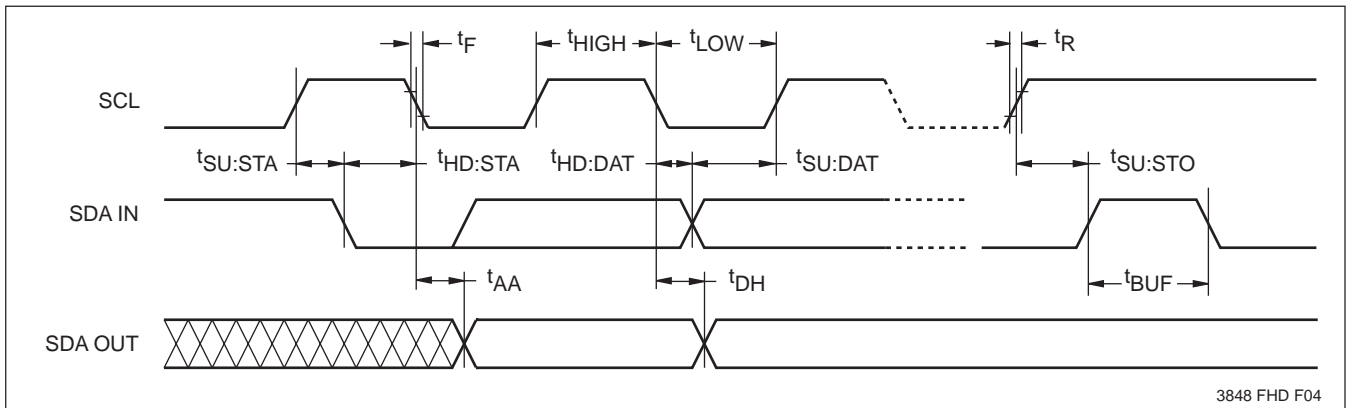 tF
tHIGH
tLOW
tR
SCL
tSU:STA
tHD:STA
tHD:DAT
tSU:DAT
tSU:STO
SDA IN
tAA
tDH
tBUF
SDA OUT
3848 FHD F04